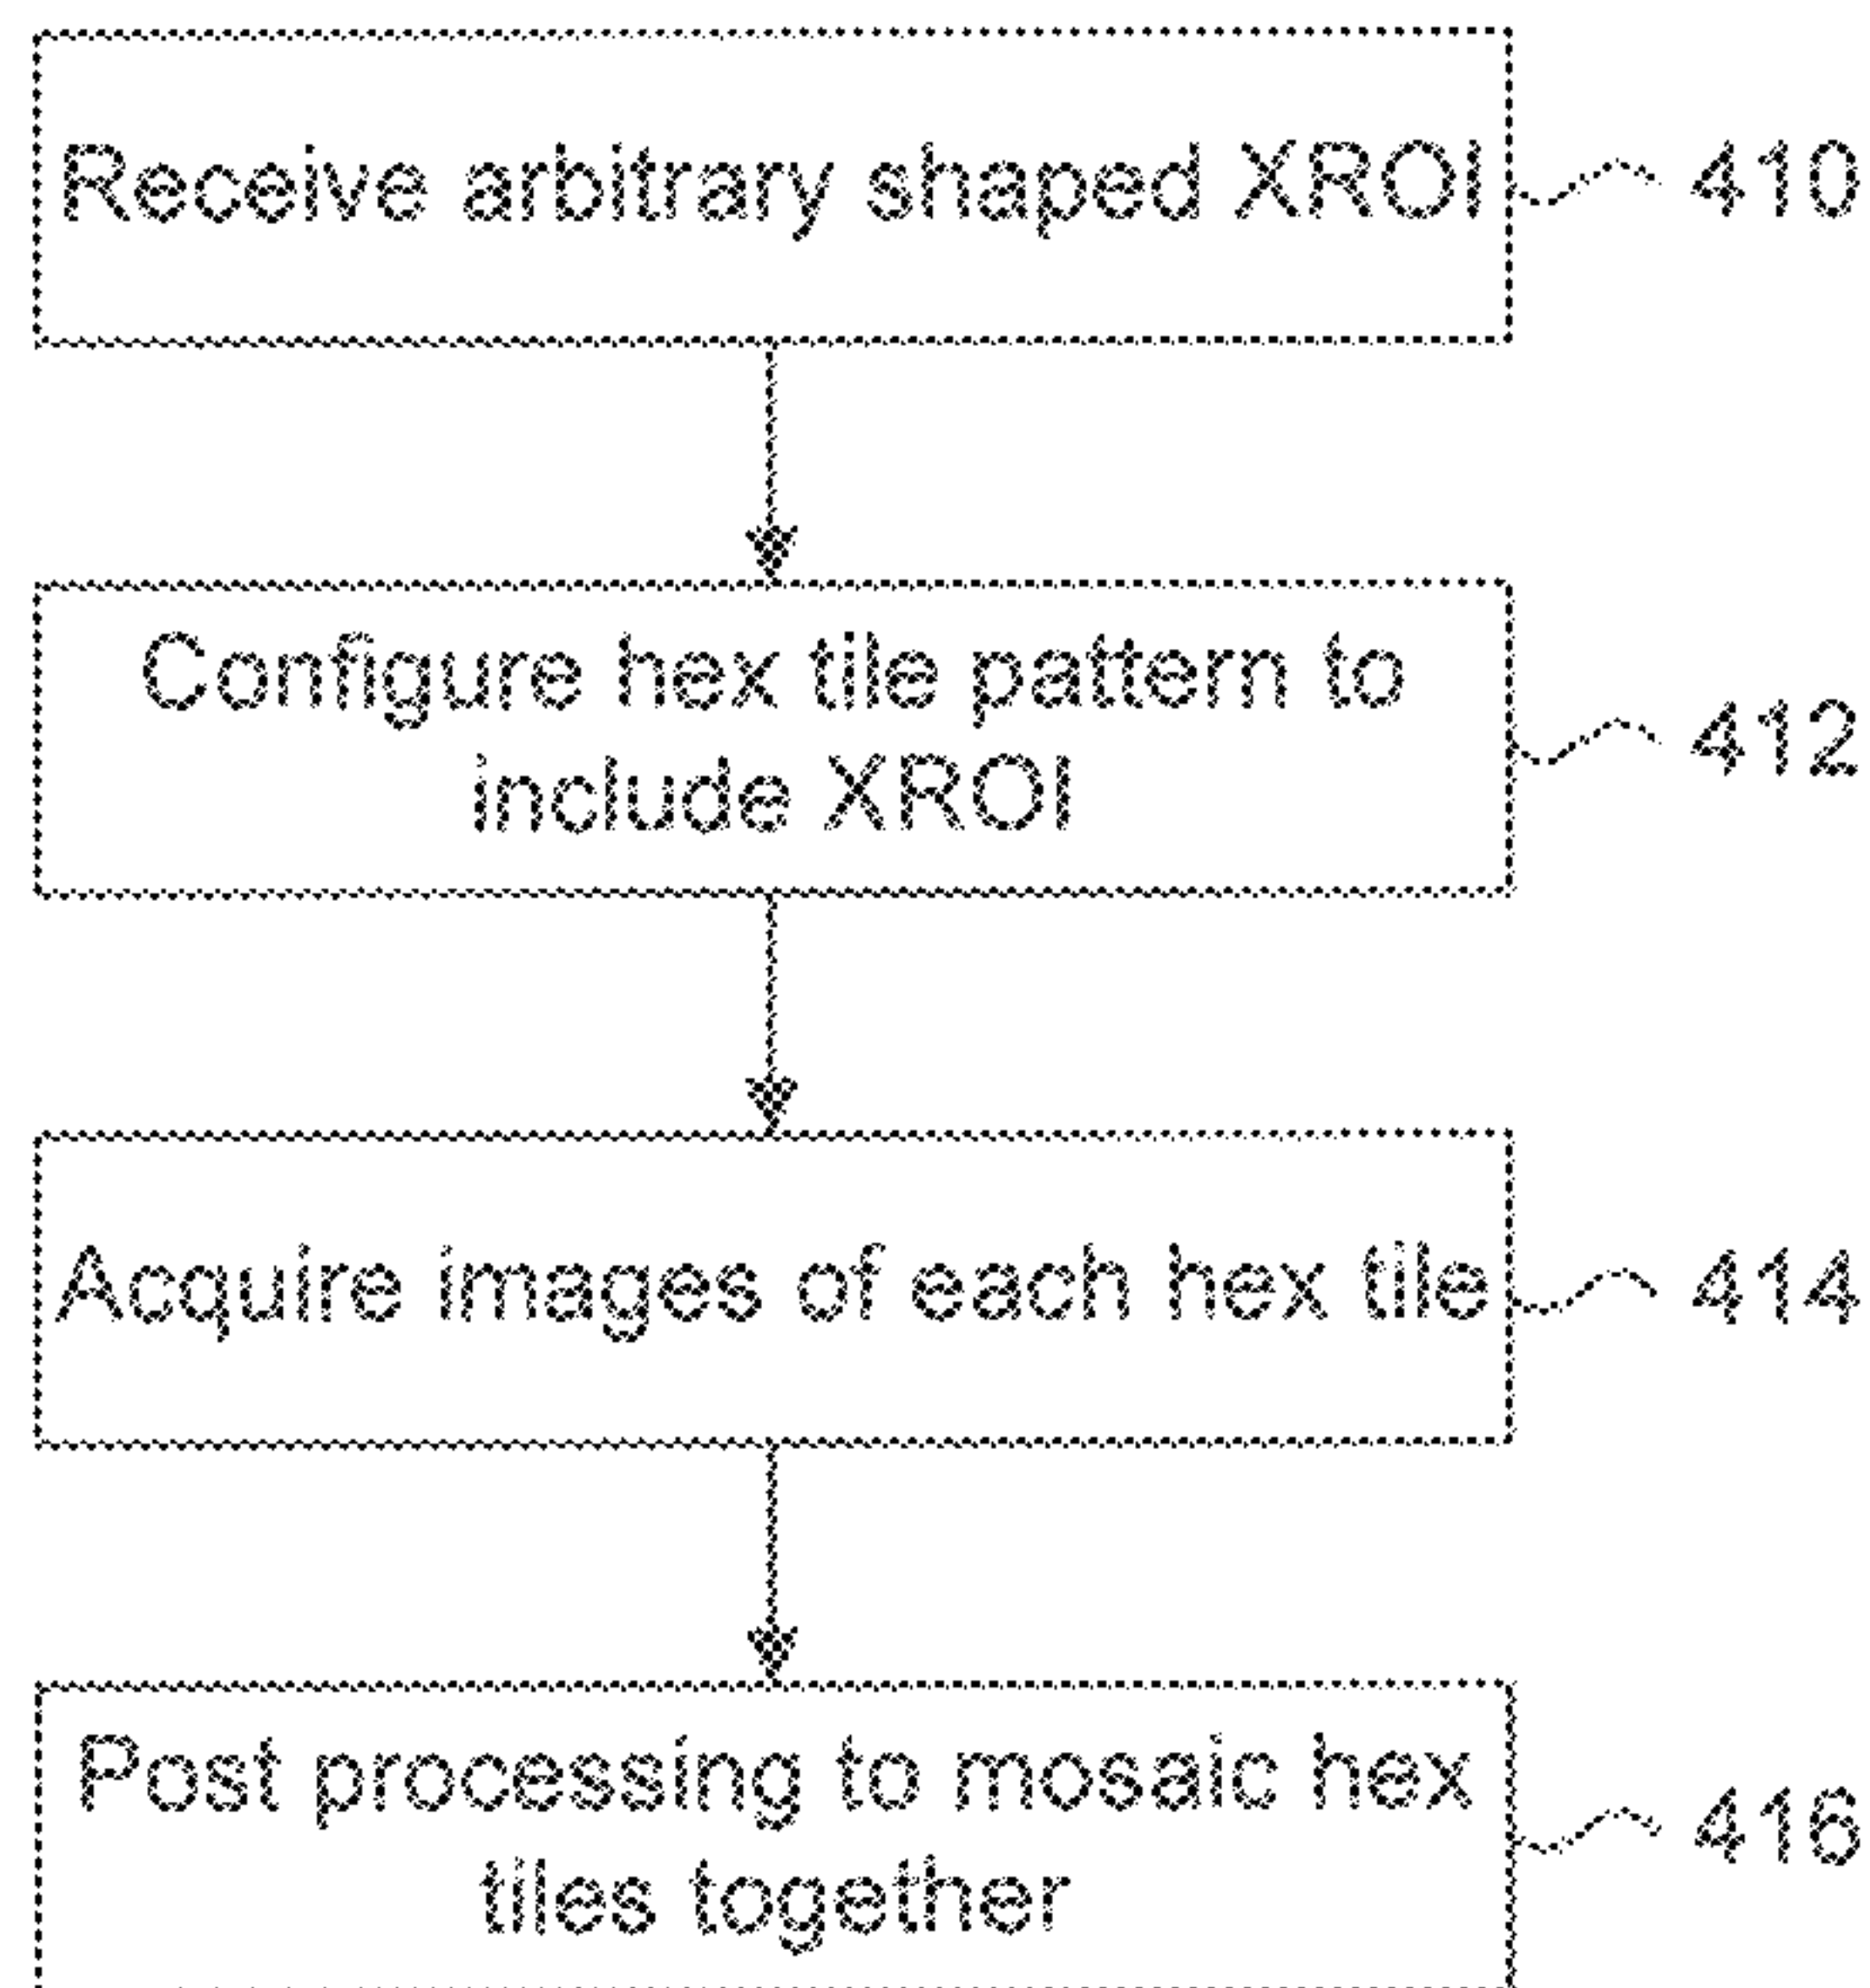 Receive arbitrary shaped XROI
410
Configure hex tile pattern to
include XROI
412
Acquire images of each hex tile
414
Post processing to mosaic hex
tiles together
416